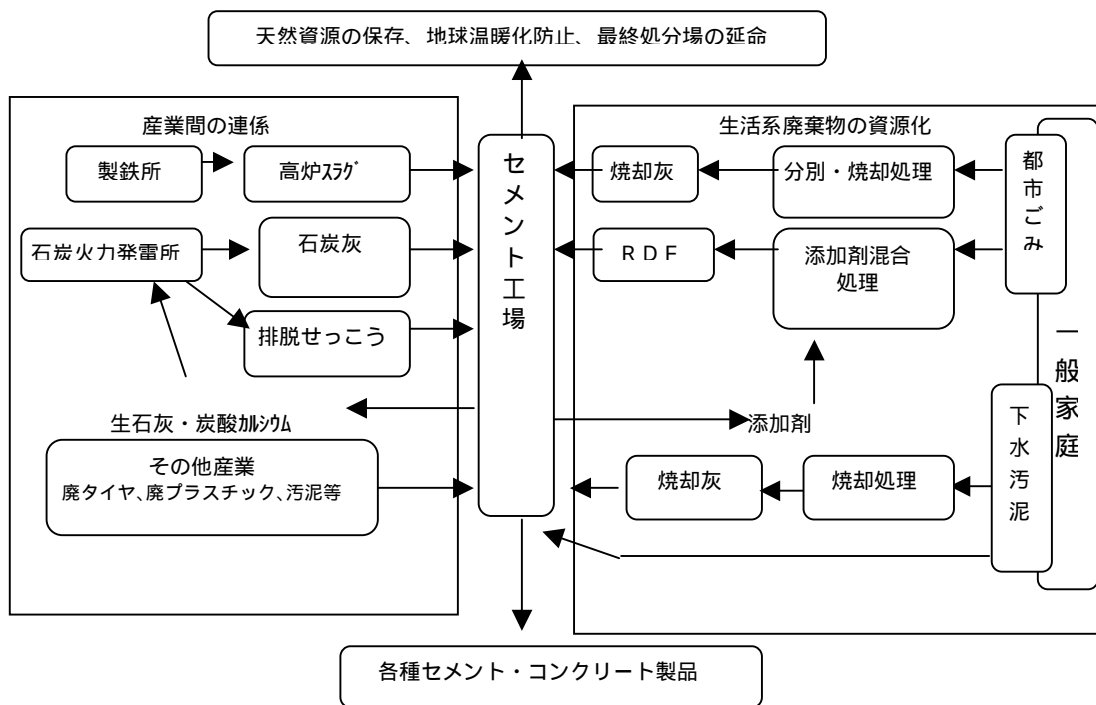 天然資源の保存、地球温暖化防止、最終処分場の延命
産業間の連係
製鉄所
高炉ｽﾗｸﾞ
石炭火力発雷所
石炭灰
排脱せっこう
生石灰・炭酸ｶﾙｼｳﾑ
その他産業
廃タイヤ、廃プラスチック、汚泥等
セメント工場
生活系廃棄物の資源化
焼却灰
分別・焼却処理
都市ごみ
ＲＤＦ
添加剤混合
処理
一般家庭
添加剤
焼却灰
焼却処理
下水汚泥
各種セメント・コンクリート製品